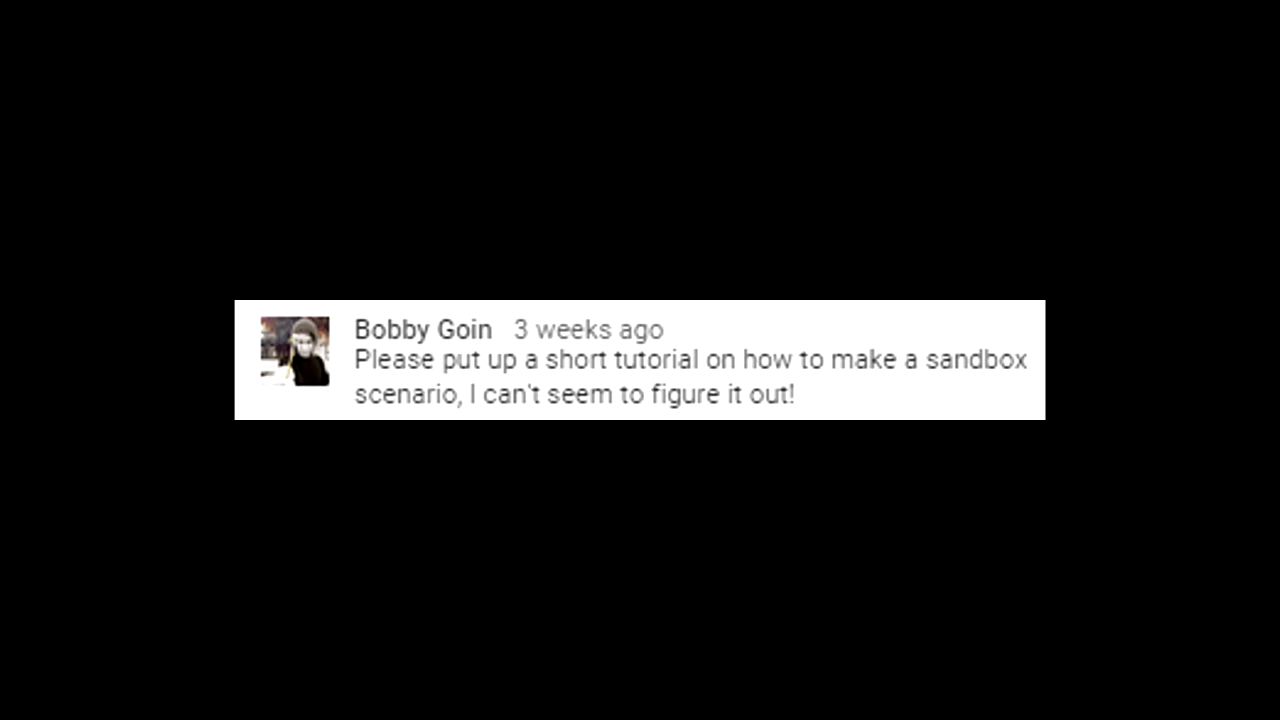 Bobby Goin 3 weeks ago
Please put up a short tutorial on how to make a sandbox
scenario, I can't seem to figure it out!